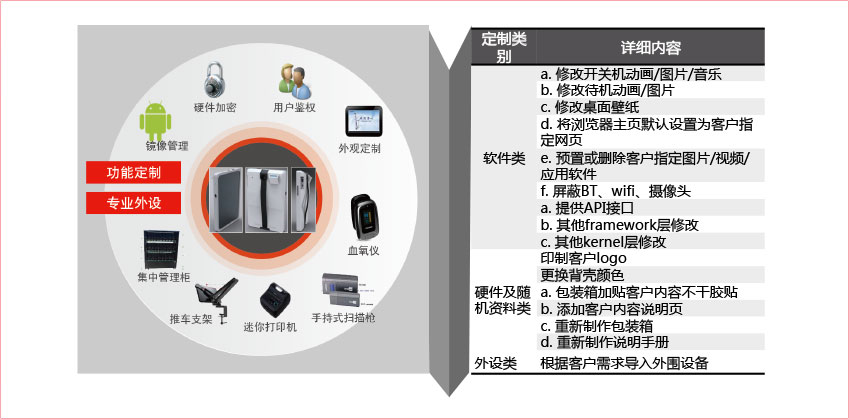 硬件加密
用户鉴权
镜像管理
外观定制
功能定制
专业外设
血氧仪
集中管理柜
推车支架
迷你打印机
手持式扫描枪
定制类别
详细内容
软件类
a. 修改开关机动画/图片/音乐
b. 修改待机动画/图片
c. 修改桌面壁纸
d. 将浏览器主页默认设置为客户指
定网页
e. 预置或删除客户指定图片/视频/
应用软件
f. 屏蔽BT、wifi、摄像头
a. 提供API接口
b. 其他framework层修改
c. 其他kernel层修改
硬件及随
机资料类
印制客户logo
更换背壳颜色
a. 包装箱加贴客户内容不干胶贴
b. 添加客户内容说明页
c. 重新制作包装箱
d. 重新制作说明手册
外设类
根据客户需求导入外围设备